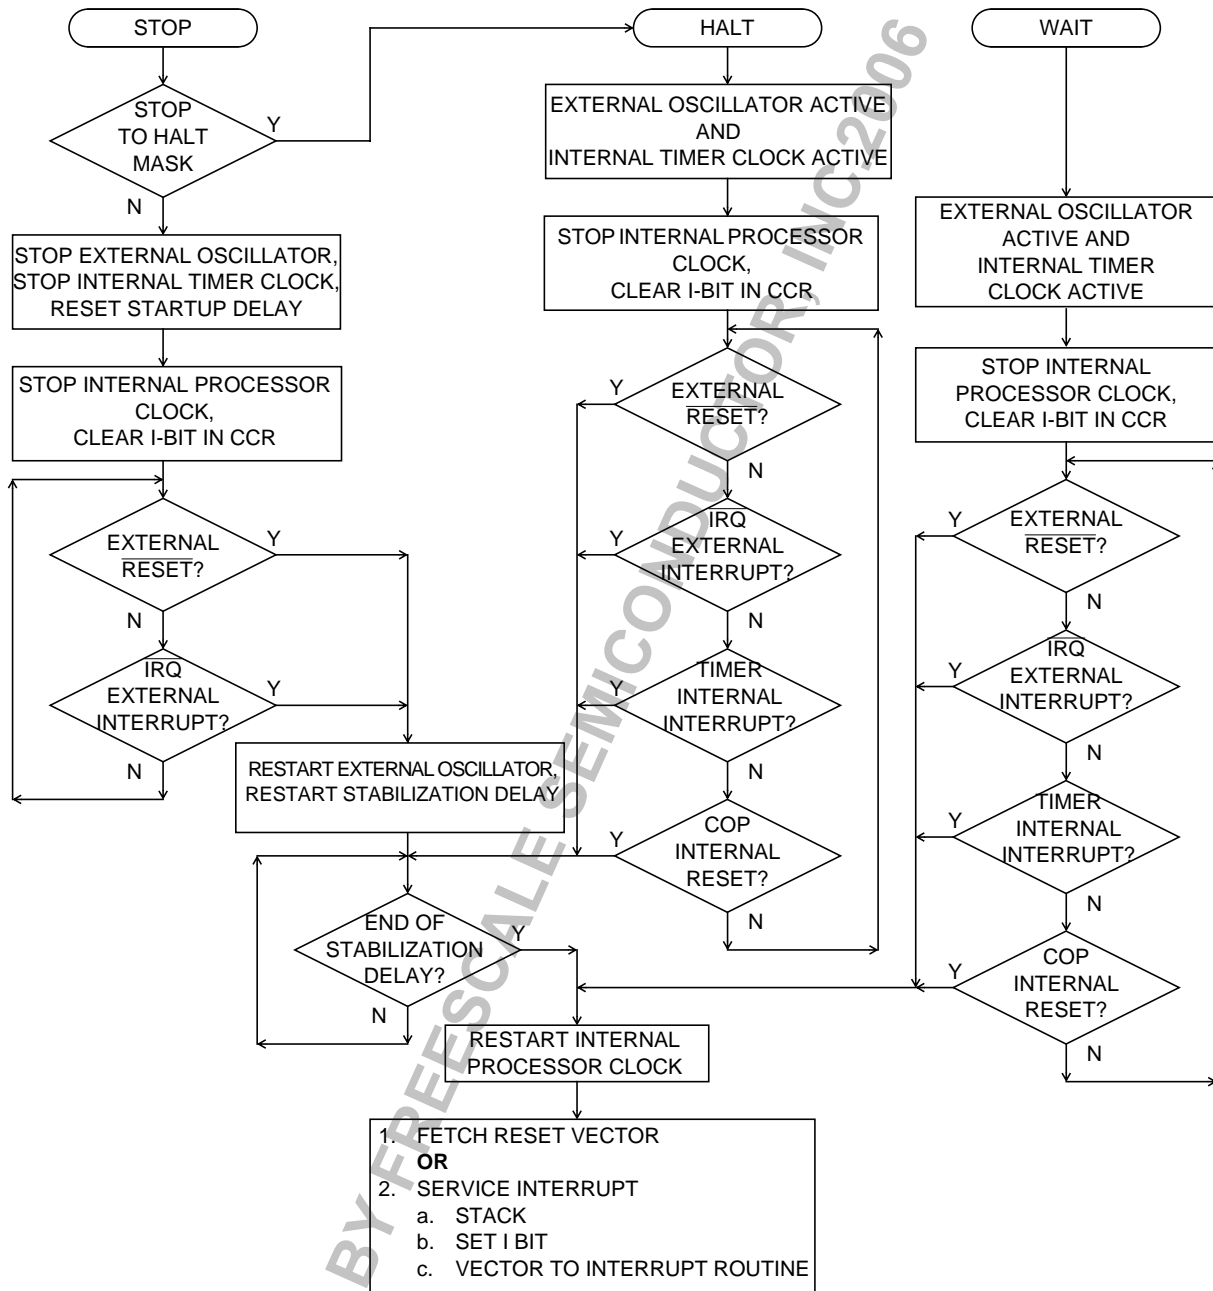 STOP
STOP
TO HALT
MASK
Y
N
STOP EXTERNAL OSCILLATOR,
STOP INTERNAL TIMER CLOCK,
RESET STARTUP DELAY
STOP INTERNAL PROCESSOR
CLOCK,
CLEAR I-BIT IN CCR
EXTERNAL
RESET?
Y
N
IRQ
EXTERNAL
INTERRUPT?
Y
N
RESTART EXTERNAL OSCILLATOR,
RESTART STABILIZATION DELAY
END OF
STABILIZATION
DELAY?
Y
N
HALT
EXTERNAL OSCILLATOR ACTIVE
AND
INTERNAL TIMER CLOCK ACTIVE
STOP INTERNAL PROCESSOR
CLOCK,
CLEAR I-BIT IN CCR
Y
EXTERNAL
RESET?
N
IRQ
EXTERNAL
INTERRUPT?
Y
N
TIMER
INTERNAL
INTERRUPT?
Y
N
COP
INTERNAL
RESET?
Y
N
WAIT
EXTERNAL OSCILLATOR
ACTIVE AND
INTERNAL TIMER
CLOCK ACTIVE
STOP INTERNAL
PROCESSOR CLOCK,
CLEAR I-BIT IN CCR
Y
EXTERNAL
RESET?
N
IRQ
EXTERNAL
INTERRUPT?
Y
N
TIMER
INTERNAL
INTERRUPT?
Y
N
COP
INTERNAL
RESET?
Y
N
RESTART INTERNAL
PROCESSOR CLOCK
1. FETCH RESET VECTOR
OR
2. SERVICE INTERRUPT
a. STACK
b. SET I BIT
c. VECTOR TO INTERRUPT ROUTINE
BY FREESCALE SEMICONDUCTOR, INC.2006